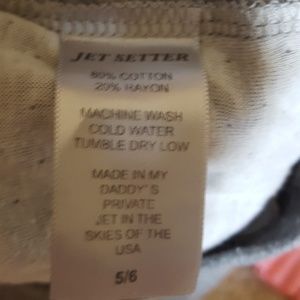 JET SETTER
80% COTTON
20% RAYON
MACHINE WASH
COLD WATER
TUMBLE DRY LOW
MADE IN MY
DADDY'S
PRIVATE
JET IN THE
SKIES OF THE
USA
5/6